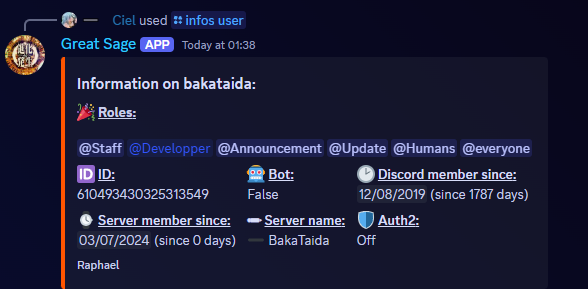 Ciel used infos user
Great Sage APP Today at 01:38
Information on bakataida:
Roles:
@Staff @Developper @Announcement @Update @Humans @everyone
ID ID: Bot: Discord member since:
610493430325313549 False 12/08/2019 (since 1787 days)
Server member since: Server name: Auth2:
03/07/2024 (since 0 days) BakaTaida Off
Raphael